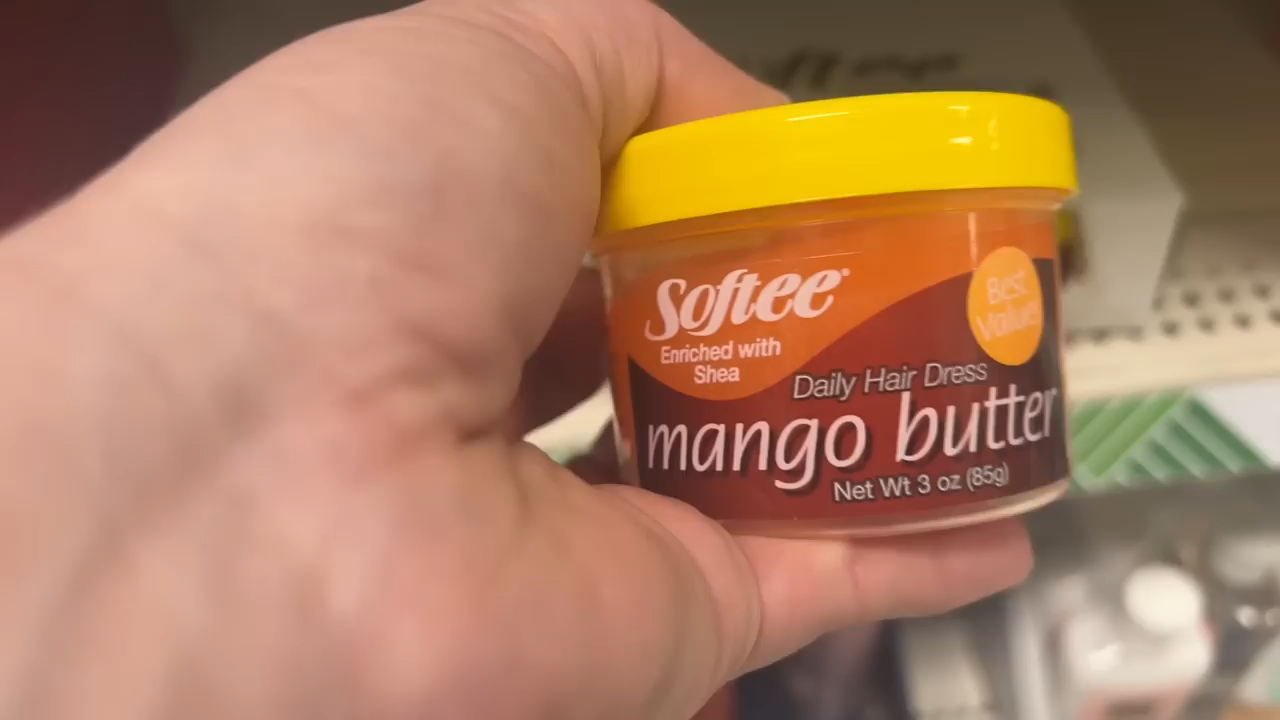 Softee®
Enriched with
Shea
Best
Value!
Daily Hair Dress
mango butter
Net Wt 3 oz (85g)